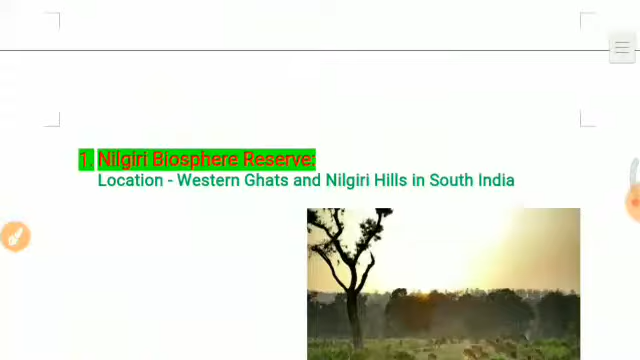 1. Nilgiri Biosphere Reserve:
Location - Western Ghats and Nilgiri Hills in South India